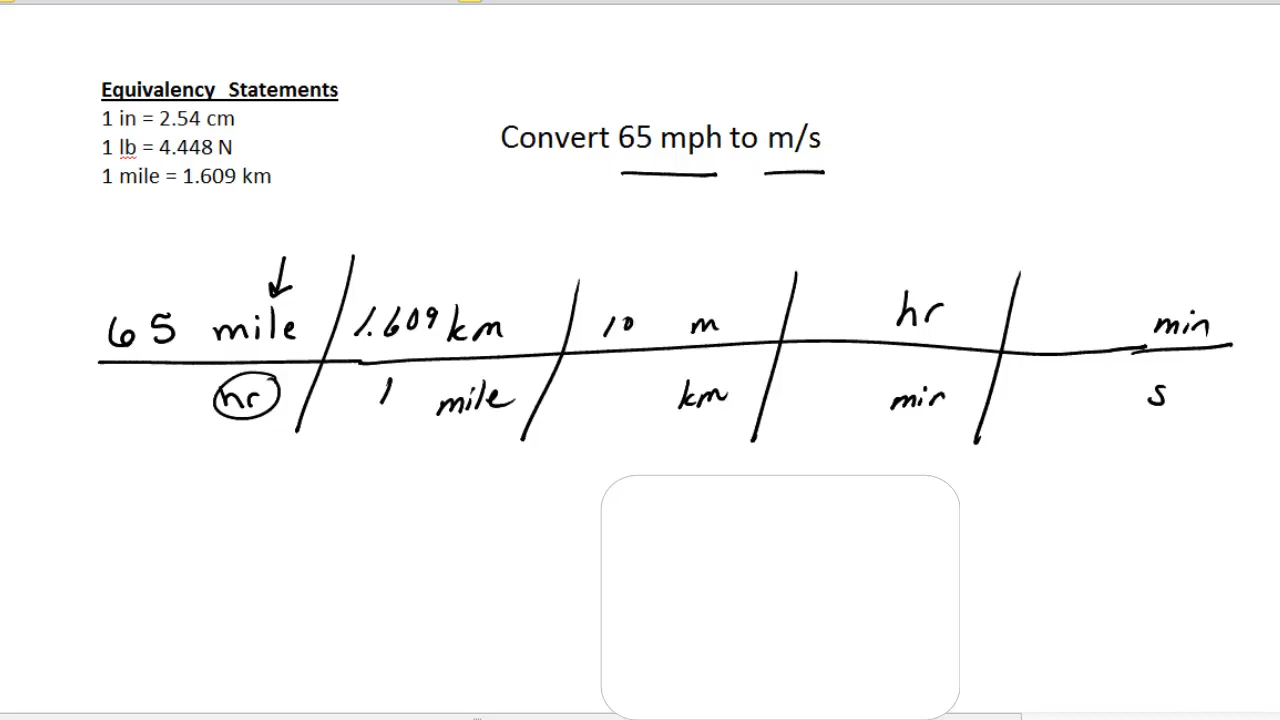 Equivalency Statements
1 in = 2.54 cm
1 lb = 4.448 N
1 mile = 1.609 km
Convert 65 mph to m/s
65 mile 1.609 km 10 m hr min
hr 1 mile km min s